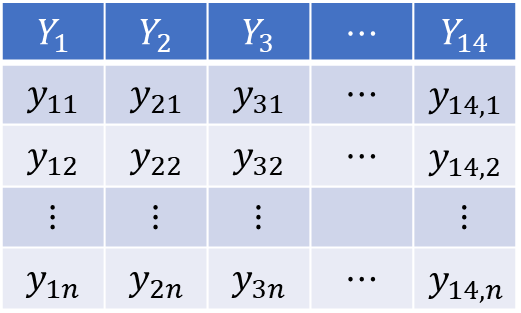 Y₁ Y₂ Y₃ ⋯ Y₁₄
y₁₁ y₂₁ y₃₁ ⋯ y₁₄,₁
y₁₂ y₂₂ y₃₂ ⋯ y₁₄,₂
⋮ ⋮ ⋮ ⋮
y₁ₙ y₂ₙ y₃ₙ ⋯ y₁₄,ₙ